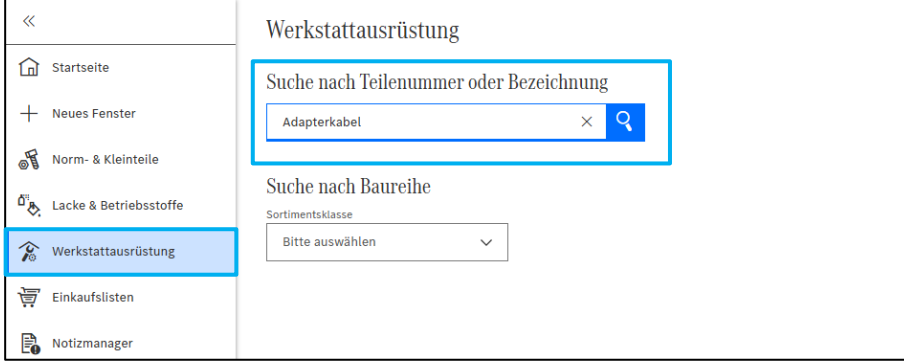 Startseite
Neues Fenster
Norm- & Kleinteile
Lacke & Betriebsstoffe
Werkstattausrüstung
Einkaufslisten
Notizmanager
Werkstattausrüstung
Suche nach Teilenummer oder Bezeichnung
Adapterkabel
Suche nach Baureihe
Sortimentsklasse
Bitte auswählen